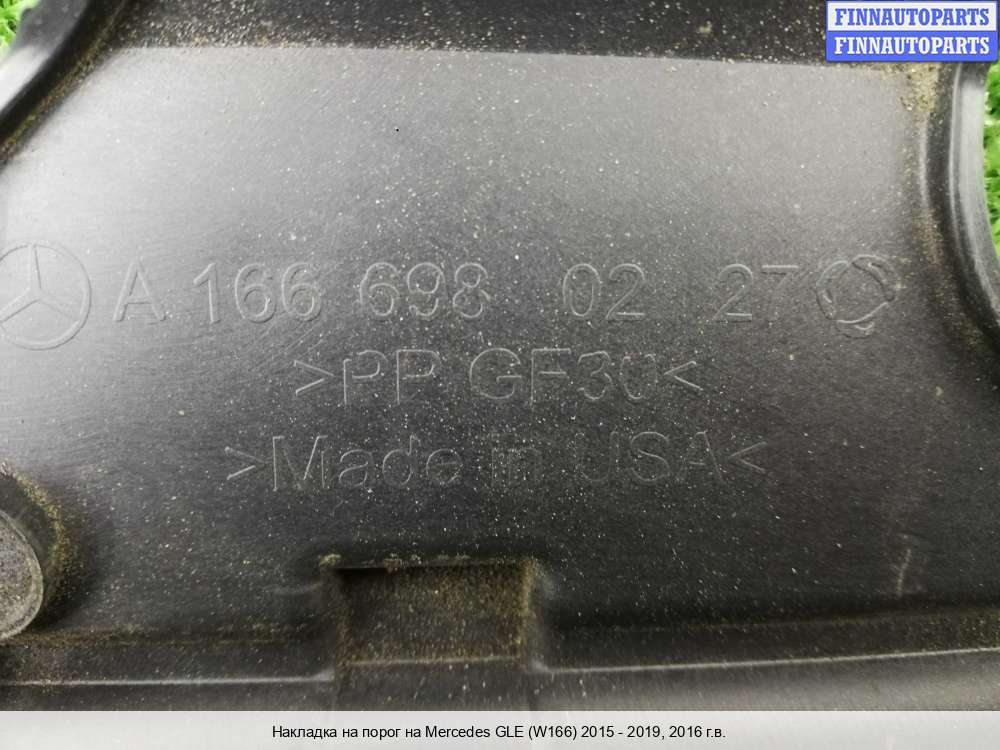 FINNAUTOPARTS
FINNAUTOPARTS
A 166 698 02 27
>PP GF30<
>Made in USA<
Накладка на порог на Mercedes GLE (W166) 2015 - 2019, 2016 г.в.